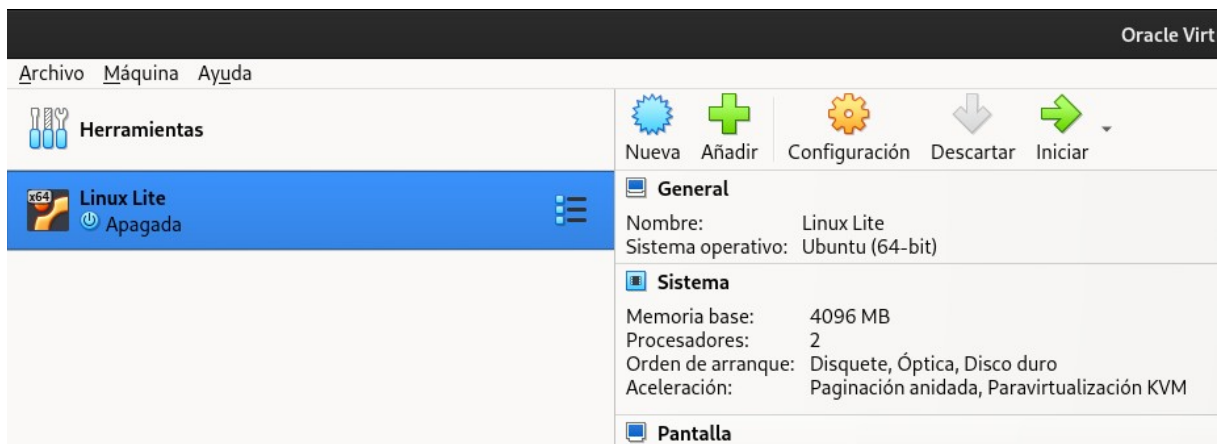 Oracle Virt
Archivo Máquina Ayuda
Herramientas
Nueva Añadir Configuración Descartar Iniciar
x64
Linux Lite
Apagada
General
Nombre: Linux Lite
Sistema operativo: Ubuntu (64-bit)
Sistema
Memoria base: 4096 MB
Procesadores: 2
Orden de arranque: Disquete, Óptica, Disco duro
Aceleración: Paginación anidada, Paravirtualización KVM
Pantalla